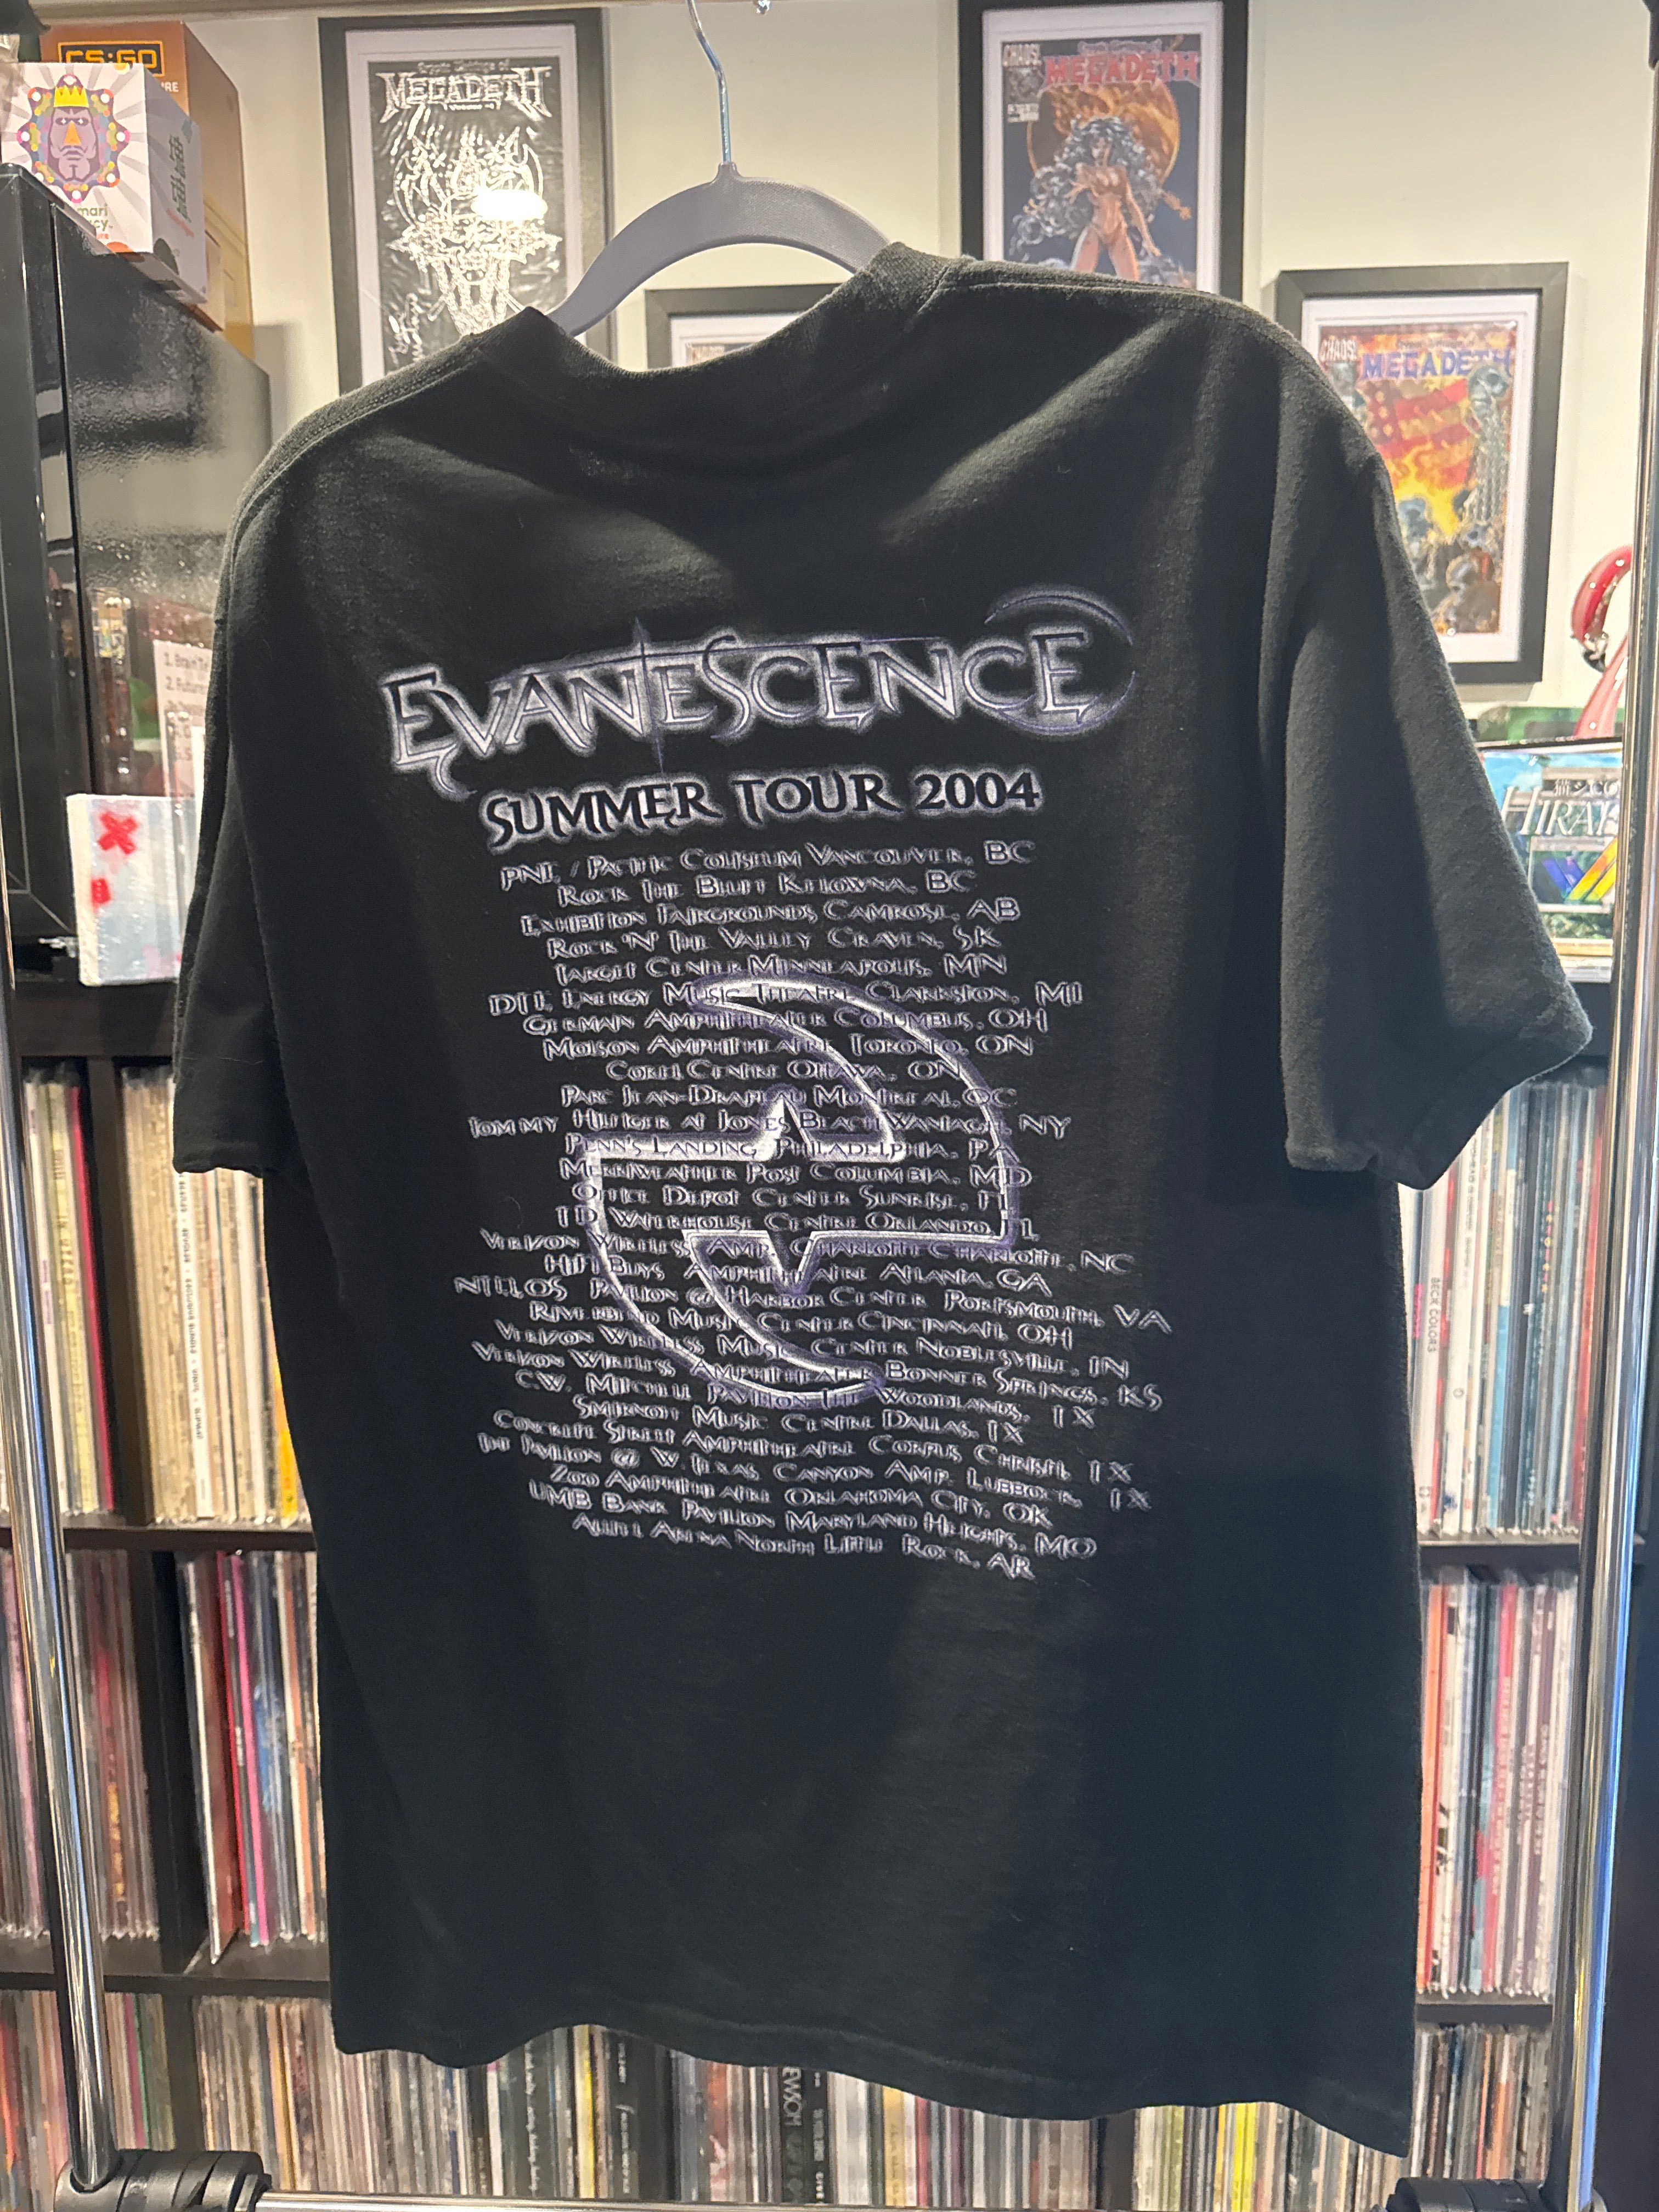 CS:GO
MEGADETH
CHAOS!
MEGADETH
CHAOS!
MEGADETH
EVANESCENCE
SUMMER TOUR 2004
PNE / PACIFIC COLISEUM VANCOUVER, BC
ROCK THE BLUFF KELOWNA, BC
EXHIBITION FAIRGROUNDS CAMROSE, AB
ROCK 'N' THE VALLEY CRAVEN, SK
TARGET CENTER MINNEAPOLIS, MN
DTE ENERGY MUSIC THEATRE CLARKSTON, MI
GERMAIN AMPHITHEATER COLUMBUS, OH
MOLSON AMPHITHEATRE TORONTO, ON
COREL CENTRE OTTAWA, ON
PARC JEAN-DRAPEAU MONTREAL, QC
TOMMY HILFIGER AT JONES BEACH WANTAGH, NY
PENN'S LANDING PHILADELPHIA, PA
MERRIWEATHER POST COLUMBIA, MD
OFFICE DEPOT CENTER SUNRISE, FL
TD WATERHOUSE CENTRE ORLANDO, FL
VERIZON WIRELESS AMP. CHARLOTTE CHARLOTTE, NC
HIFI BUYS AMPHITHEATRE ATLANTA, GA
NTELOS PAVILION @ HARBOR CENTER PORTSMOUTH, VA
RIVERBEND MUSIC CENTER CINCINNATI, OH
VERIZON WIRELESS MUSIC CENTER NOBLESVILLE, IN
VERIZON WIRELESS AMPHITHEATER BONNER SPRINGS, KS
C.W. MITCHELL PAVILION THE WOODLANDS, TX
SMIRNOFF MUSIC CENTRE DALLAS, TX
CONCRETE STREET AMPHITHEATRE CORPUS CHRISTI, TX
THE PAVILION @ W. TEXAS CANYON AMP. LUBBOCK, TX
ZOO AMPHITHEATRE OKLAHOMA CITY, OK
UMB BANK PAVILION MARYLAND HEIGHTS, MO
ALLTEL ARENA NORTH LITTLE ROCK, AR
BECK COLORS